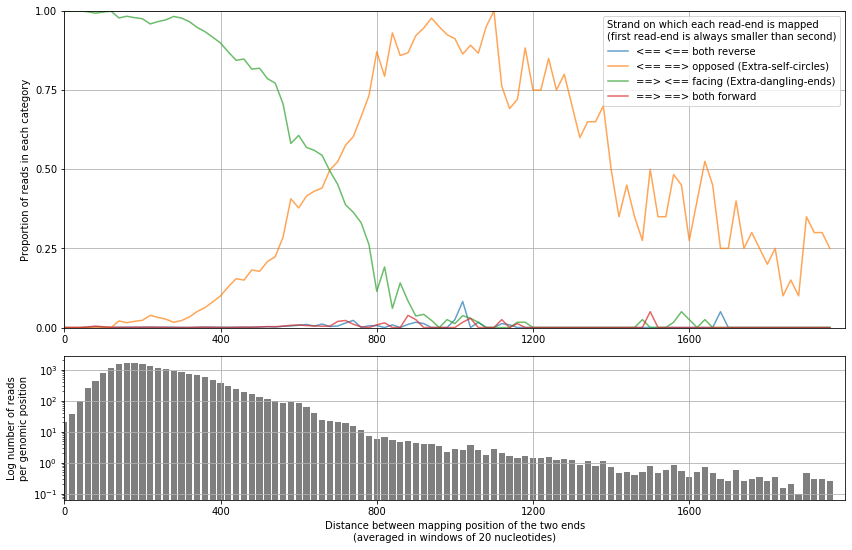 1.00
0.75
0.50
0.25
0.00
Proportion of reads in each category
Strand on which each read-end is mapped
(first read-end is always smaller than second)
<== <== both reverse
<== ==> opposed (Extra-self-circles)
==> <== facing (Extra-dangling-ends)
==> ==> both forward
0 400 800 1200 1600
Log number of reads
per genomic position
10³
10²
10¹
10⁰
10⁻¹
0 400 800 1200 1600
Distance between mapping position of the two ends
(averaged in windows of 20 nucleotides)